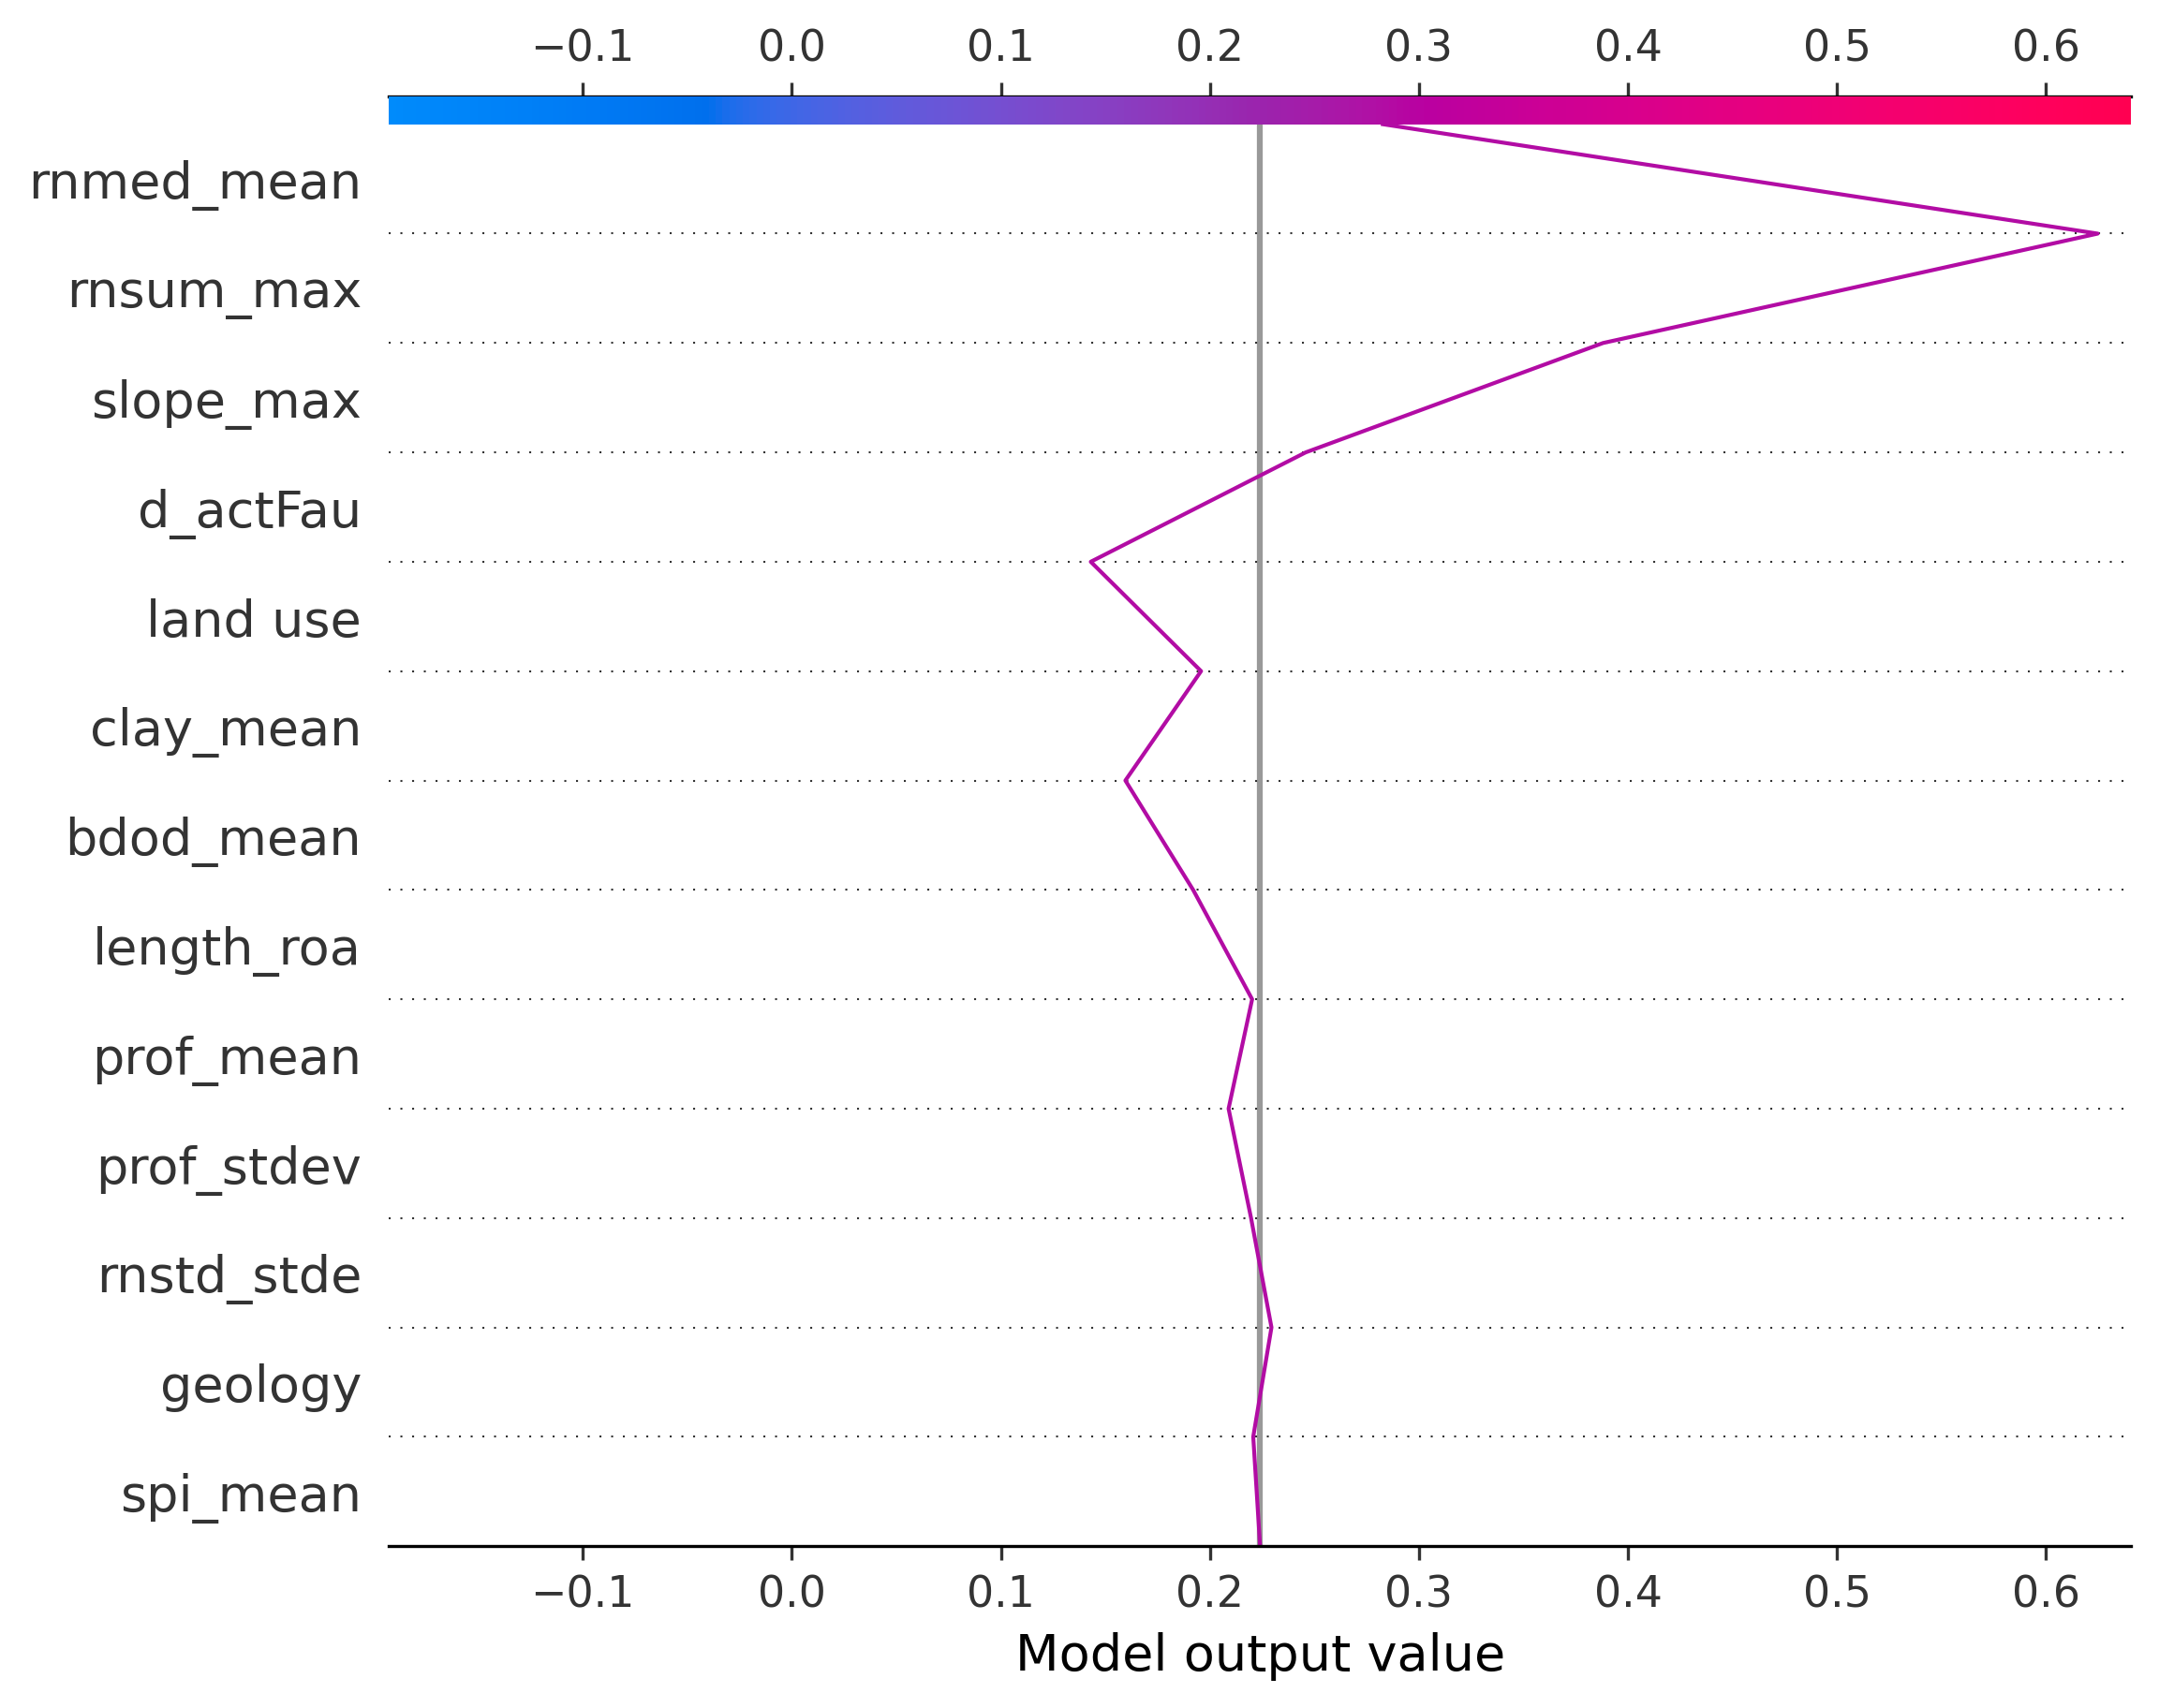 −0.1 0.0 0.1 0.2 0.3 0.4 0.5 0.6
rnmed_mean
rnsum_max
slope_max
d_actFau
land use
clay_mean
bdod_mean
length_roa
prof_mean
prof_stdev
rnstd_stde
geology
spi_mean
−0.1 0.0 0.1 0.2 0.3 0.4 0.5 0.6
Model output value